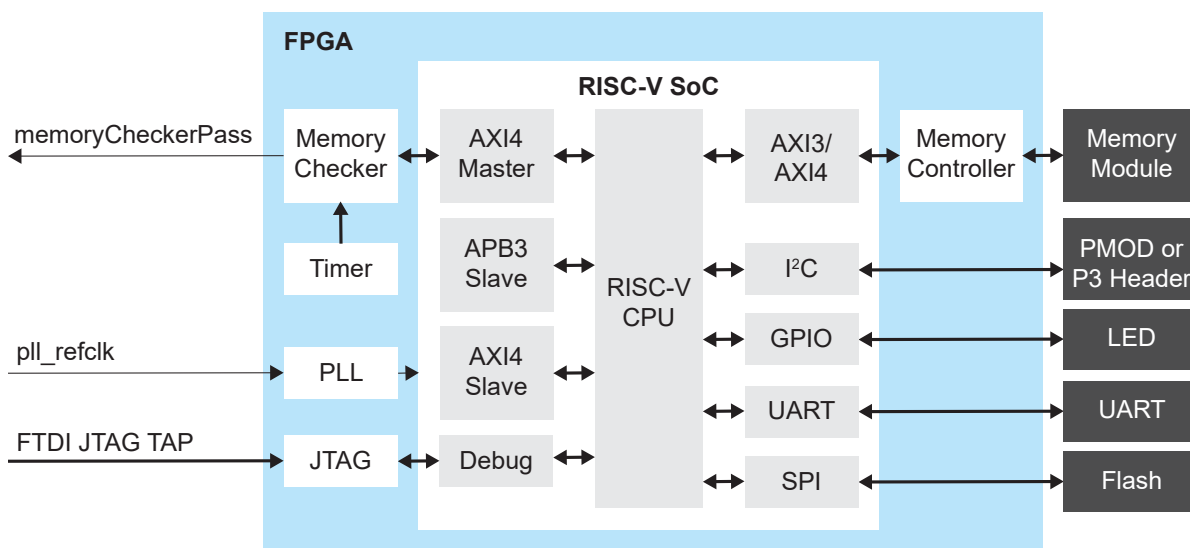 FPGA
RISC-V SoC
memoryCheckerPass
Memory
Checker
AXI4
Master
AXI3/
AXI4
Memory
Controller
Memory
Module
Timer
APB3
Slave
RISC-V
CPU
I²C
PMOD or
P3 Header
GPIO
LED
pll_refclk
PLL
AXI4
Slave
UART
UART
FTDI JTAG TAP
JTAG
Debug
SPI
Flash